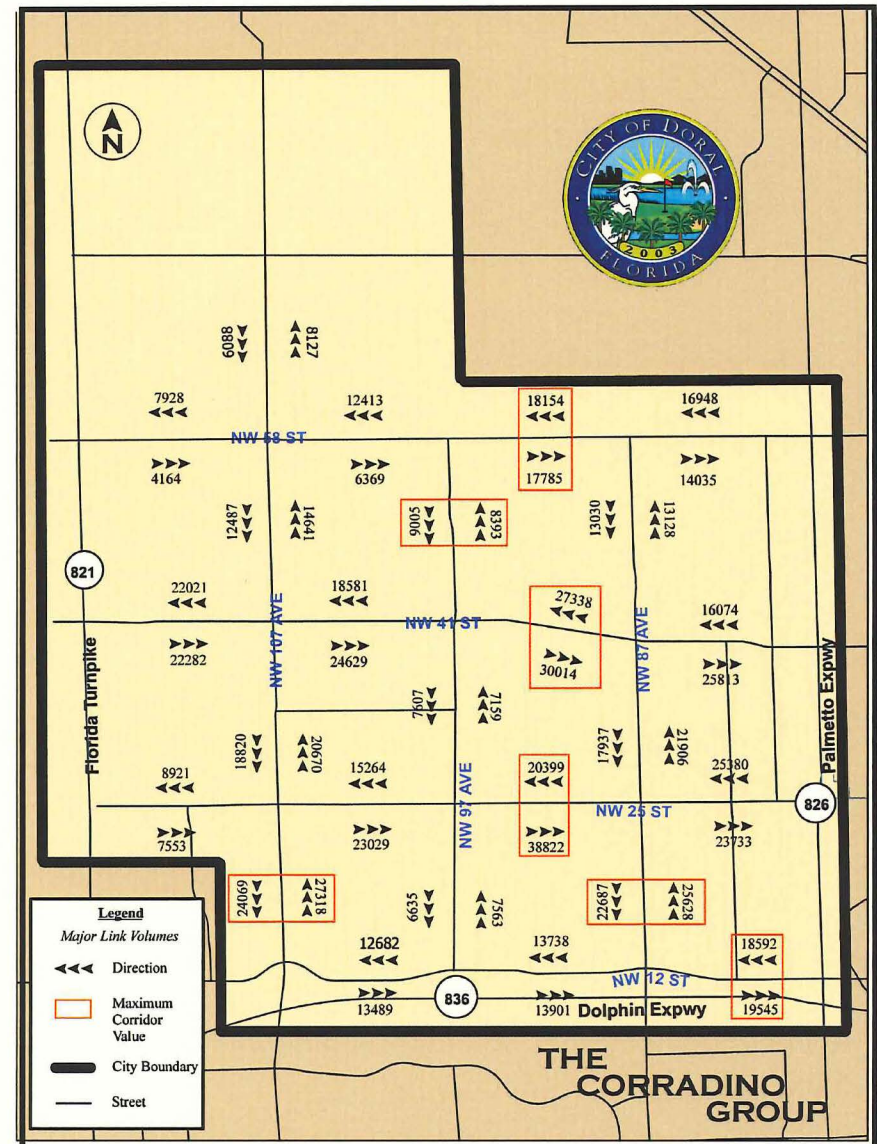 N
CITY OF DORAL
2003
FLORIDA
6088
8127
7928
12413
18154
16948
NW 58 ST
4164
6369
17785
14035
12487
14641
9005
8393
13030
13128
821
22021
18581
27338
16074
NW 107 AVE
NW 41 ST
NW 87 AVE
22282
24629
30014
25813
Florida Turnpike
Palmetto Expwy
7607
7159
18820
20670
17937
21906
8921
15264
20399
25380
NW 97 AVE
NW 25 ST
826
7553
23029
38822
23733
24069
27318
6635
7563
22687
25628
12682
13738
18592
NW 12 ST
13489
836
13901
Dolphin Expwy
19545
Legend
Major Link Volumes
Direction
Maximum
Corridor
Value
City Boundary
Street
THE
CORRADINO
GROUP